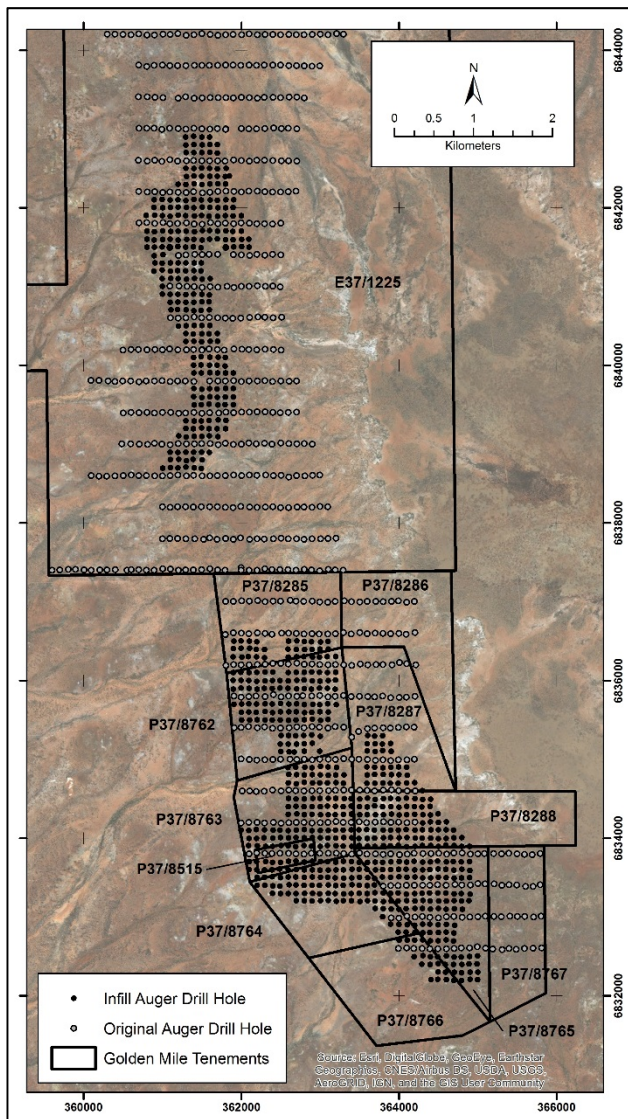 N
0 0.5 1 2
Kilometers
6844000
6842000
E37/1225
6840000
6838000
P37/8285
P37/8286
6836000
P37/8762
P37/8287
P37/8763
P37/8288
6834000
P37/8515
P37/8764
P37/8767
6832000
P37/8766
P37/8765
Infill Auger Drill Hole
Original Auger Drill Hole
Golden Mile Tenements
Source: Esri, DigitalGlobe, GeoEye, Earthstar
Geographics, CNES/Airbus DS, USDA, USGS,
AeroGRID, IGN, and the GIS User Community
360000
362000
364000
366000